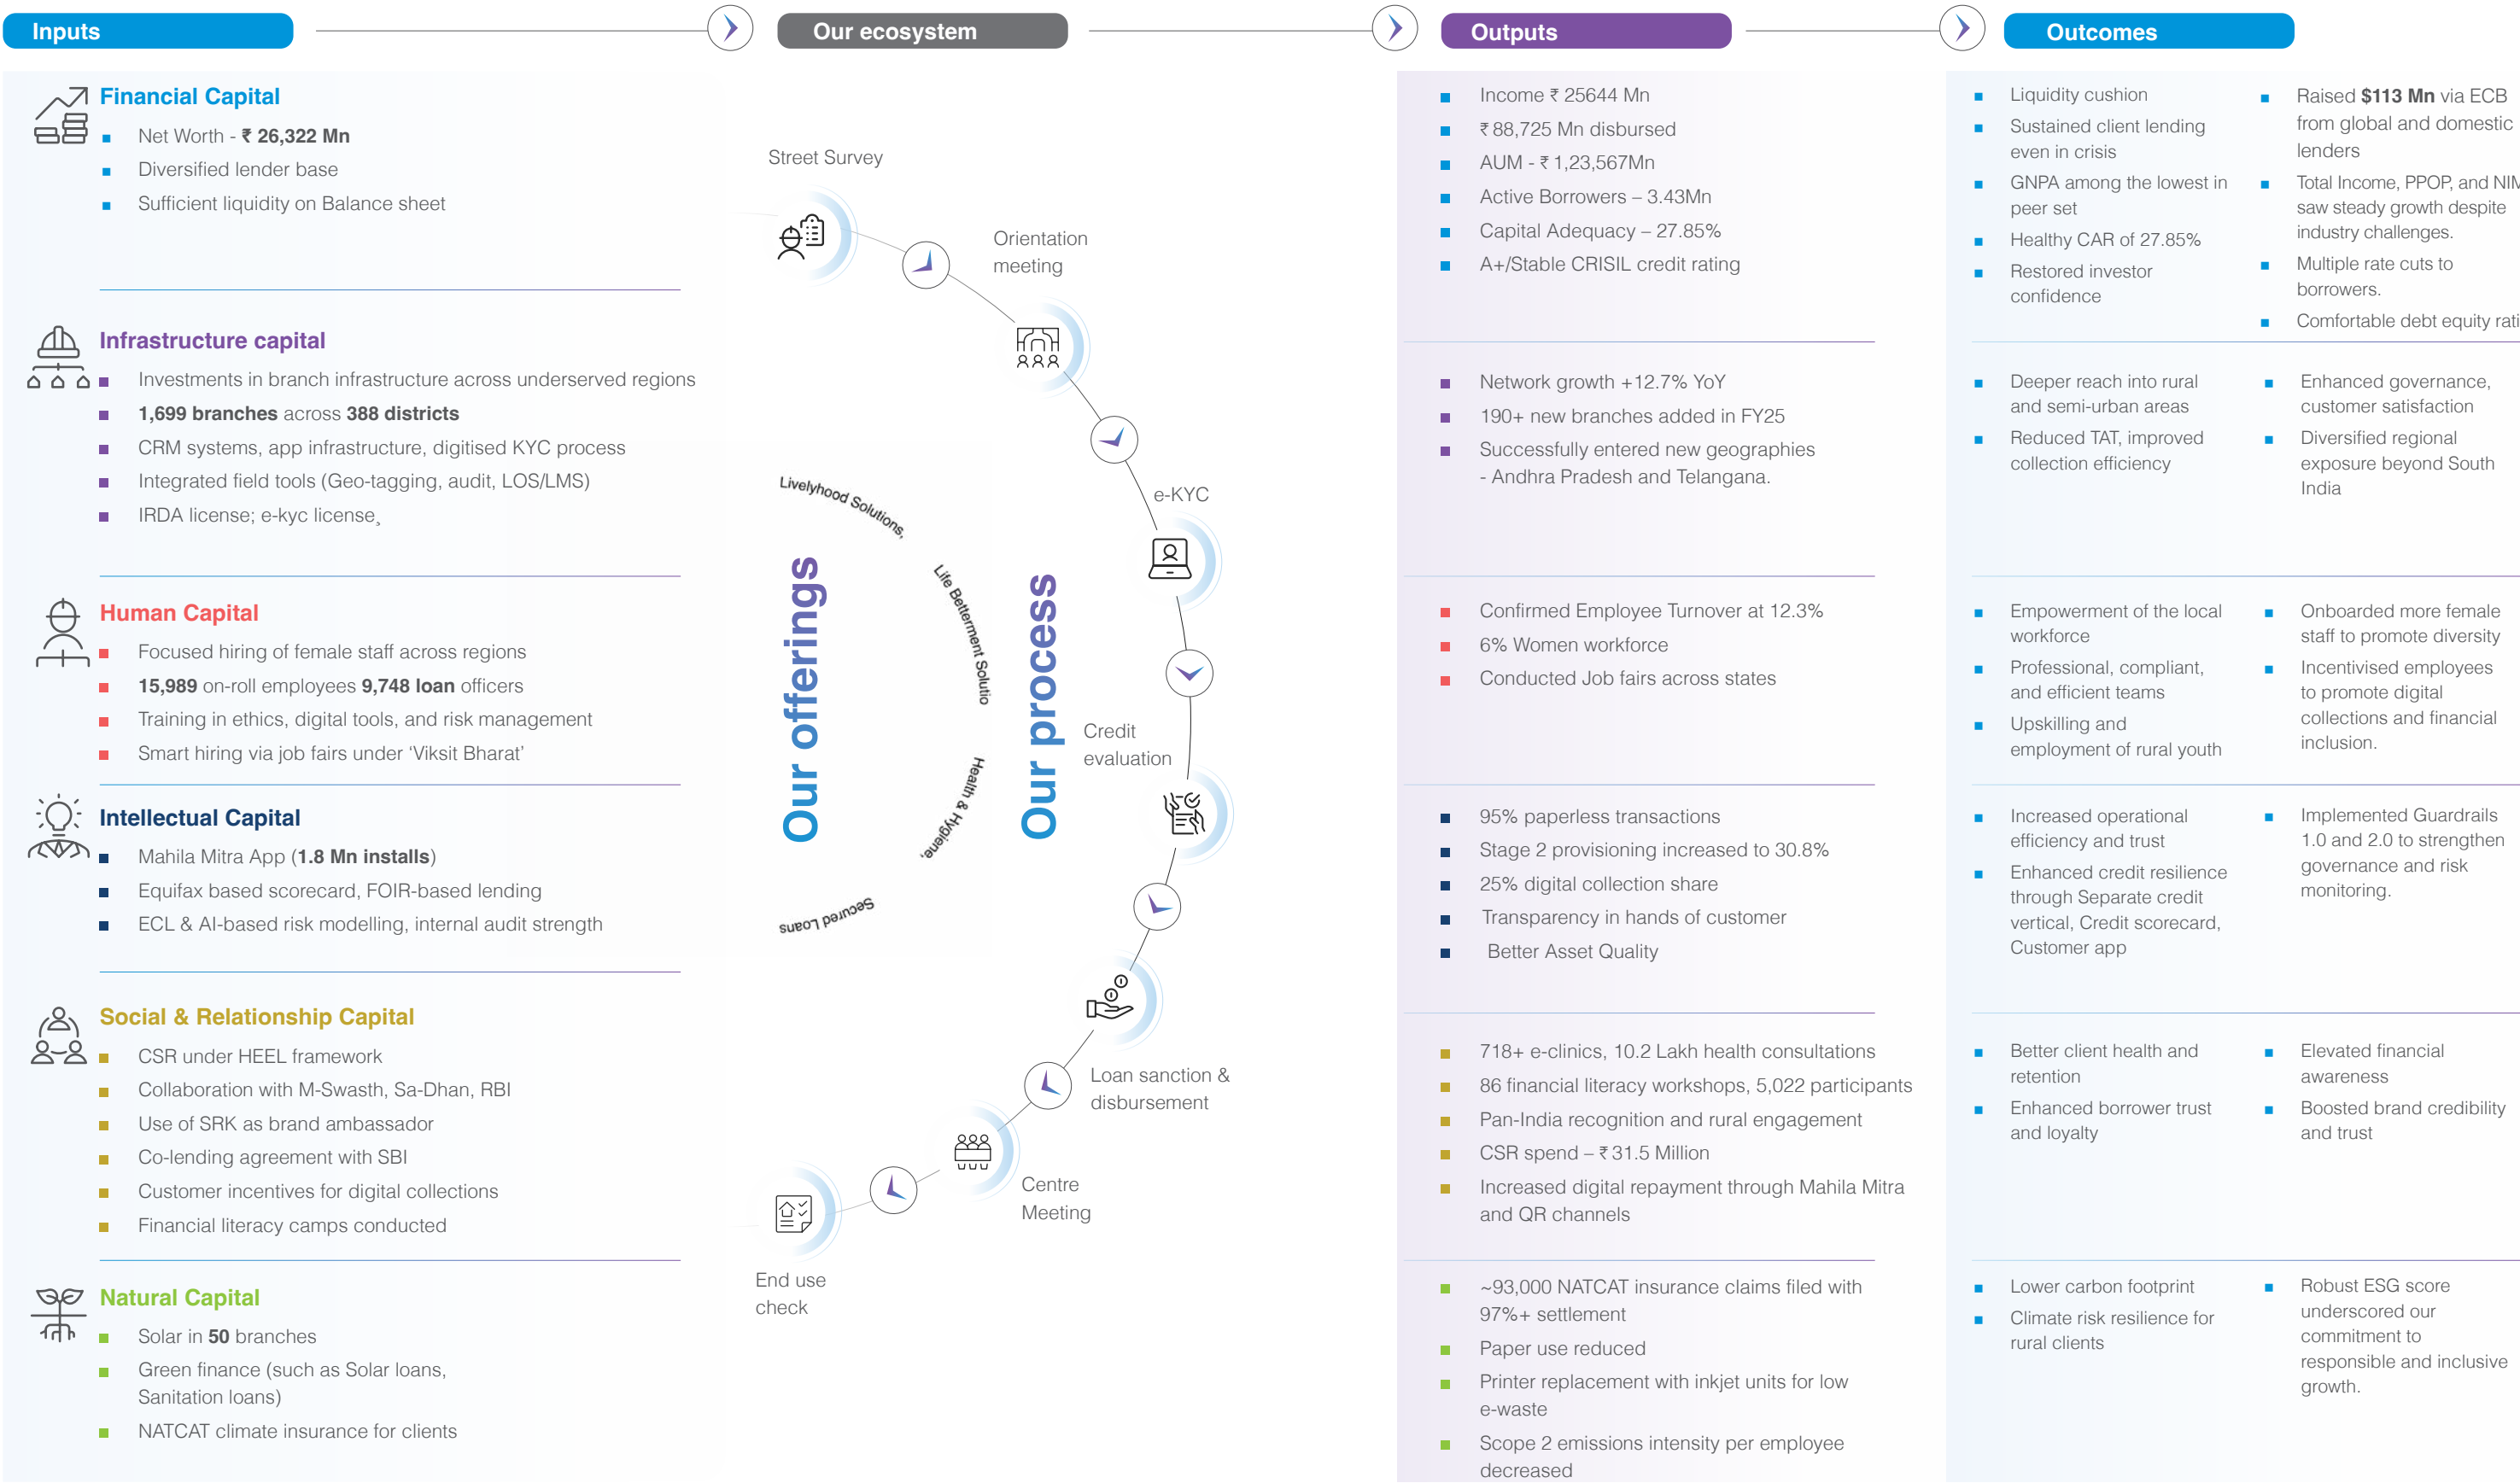 Inputs
Our ecosystem
Outputs
Outcomes
Financial Capital
Net Worth - ₹ 26,322 Mn
Diversified lender base
Sufficient liquidity on Balance sheet
Infrastructure capital
Investments in branch infrastructure across underserved regions
1,699 branches across 388 districts
CRM systems, app infrastructure, digitised KYC process
Integrated field tools (Geo-tagging, audit, LOS/LMS)
IRDA license; e-kyc license¸
Human Capital
Focused hiring of female staff across regions
15,989 on-roll employees 9,748 loan officers
Training in ethics, digital tools, and risk management
Smart hiring via job fairs under ‘Viksit Bharat’
Intellectual Capital
Mahila Mitra App (1.8 Mn installs)
Equifax based scorecard, FOIR-based lending
ECL & AI-based risk modelling, internal audit strength
Social & Relationship Capital
CSR under HEEL framework
Collaboration with M-Swasth, Sa-Dhan, RBI
Use of SRK as brand ambassador
Co-lending agreement with SBI
Customer incentives for digital collections
Financial literacy camps conducted
Natural Capital
Solar in 50 branches
Green finance (such as Solar loans,
Sanitation loans)
NATCAT climate insurance for clients
Our offerings
Livelyhood Solutions,
Life Betterment Solutio
Health & Hygiene,
Secured Loans
Our process
Street Survey
Orientation
meeting
e-KYC
Credit
evaluation
Loan sanction &
disbursement
Centre
Meeting
End use
check
Income ₹ 25644 Mn
₹ 88,725 Mn disbursed
AUM - ₹ 1,23,567Mn
Active Borrowers – 3.43Mn
Capital Adequacy – 27.85%
A+/Stable CRISIL credit rating
Network growth +12.7% YoY
190+ new branches added in FY25
Successfully entered new geographies
- Andhra Pradesh and Telangana.
Confirmed Employee Turnover at 12.3%
6% Women workforce
Conducted Job fairs across states
95% paperless transactions
Stage 2 provisioning increased to 30.8%
25% digital collection share
Transparency in hands of customer
Better Asset Quality
718+ e-clinics, 10.2 Lakh health consultations
86 financial literacy workshops, 5,022 participants
Pan-India recognition and rural engagement
CSR spend – ₹ 31.5 Million
Increased digital repayment through Mahila Mitra
and QR channels
~93,000 NATCAT insurance claims filed with
97%+ settlement
Paper use reduced
Printer replacement with inkjet units for low
e-waste
Scope 2 emissions intensity per employee
decreased
Liquidity cushion
Sustained client lending
even in crisis
GNPA among the lowest in
peer set
Healthy CAR of 27.85%
Restored investor
confidence
Raised $113 Mn via ECB
from global and domestic
lenders
Total Income, PPOP, and NIM
saw steady growth despite
industry challenges.
Multiple rate cuts to
borrowers.
Comfortable debt equity rati
Deeper reach into rural
and semi-urban areas
Reduced TAT, improved
collection efficiency
Enhanced governance,
customer satisfaction
Diversified regional
exposure beyond South
India
Empowerment of the local
workforce
Professional, compliant,
and efficient teams
Upskilling and
employment of rural youth
Onboarded more female
staff to promote diversity
Incentivised employees
to promote digital
collections and financial
inclusion.
Increased operational
efficiency and trust
Enhanced credit resilience
through Separate credit
vertical, Credit scorecard,
Customer app
Implemented Guardrails
1.0 and 2.0 to strengthen
governance and risk
monitoring.
Better client health and
retention
Enhanced borrower trust
and loyalty
Elevated financial
awareness
Boosted brand credibility
and trust
Lower carbon footprint
Climate risk resilience for
rural clients
Robust ESG score
underscored our
commitment to
responsible and inclusive
growth.